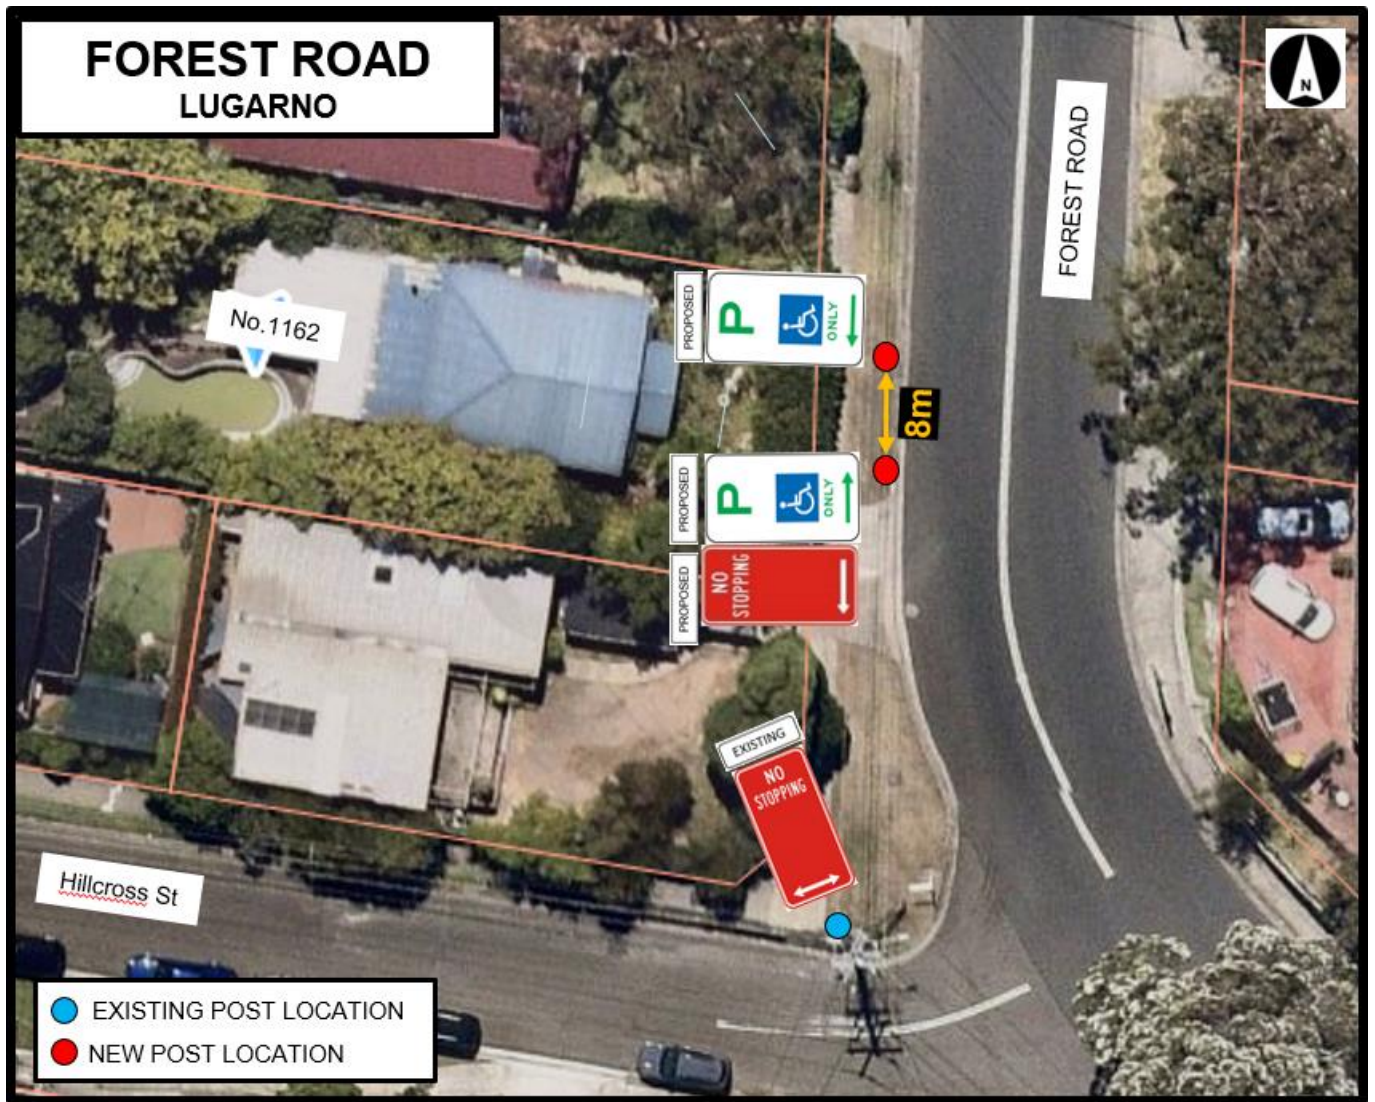 FOREST ROAD
LUGARNO
N
FOREST ROAD
No.1162
PROPOSED
P
ONLY
8m
PROPOSED
P
ONLY
PROPOSED
NO
STOPPING
EXISTING
NO
STOPPING
Hillcross St
EXISTING POST LOCATION
NEW POST LOCATION